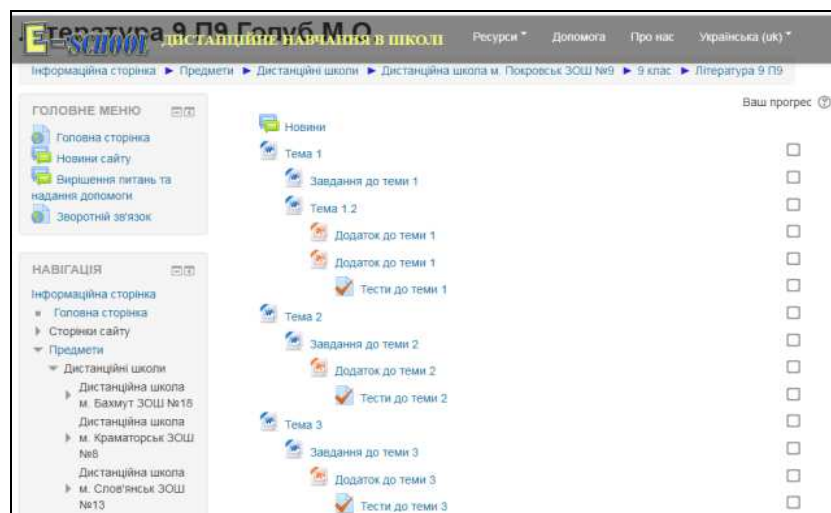 Література 9 П9 Голуб М.О.
E-SCHOOL ДИСТАНЦІЙНЕ НАВЧАННЯ В ШКОЛІ
Ресурси Допомога Про нас Українська (uk)
Інформаційна сторінка ► Предмети ► Дистанційні школи ► Дистанційна школа м. Покровськ ЗОШ №9 ► 9 клас ► Література 9 П9
ГОЛОВНЕ МЕНЮ
Головна сторінка
Новини сайту
Вирішення питань та
надання допомоги
Зворотній зв'язок
НАВІГАЦІЯ
Інформаційна сторінка
Головна сторінка
Сторінки сайту
Предмети
Дистанційні школи
Дистанційна школа
м. Бахмут ЗОШ №18
Дистанційна школа
м. Краматорськ ЗОШ
№8
Дистанційна школа
м. Слов'янськ ЗОШ
№13
Ваш прогрес
Новини
Тема 1
Завдання до теми 1
Тема 1.2
Додаток до теми 1
Додаток до теми 1
Тести до теми 1
Тема 2
Завдання до теми 2
Додаток до теми 2
Тести до теми 2
Тема 3
Завдання до теми 3
Додаток до теми 3
Тести до теми 3